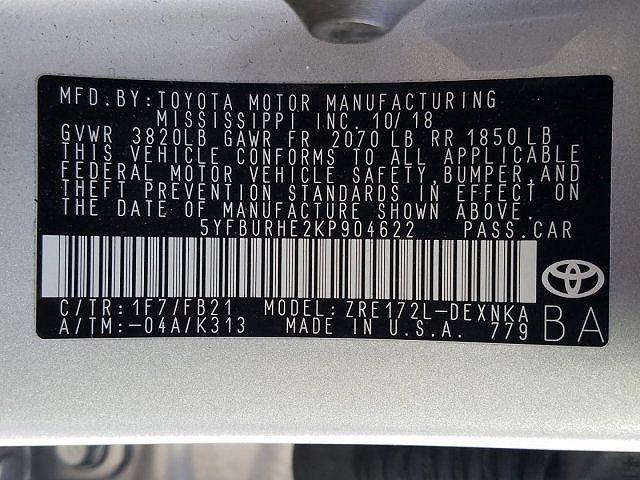 MFD.BY:TOYOTA MOTOR MANUFACTURING
MISSISSIPPI INC. 10/18
GVWR 3820LB GAWR FR 2070 LB RR 1850 LB
THIS VEHICLE CONFORMS TO ALL APPLICABLE
FEDERAL MOTOR VEHICLE SAFETY, BUMPER, AND
THEFT PREVENTION STANDARDS IN EFFECT ON
THE DATE OF MANUFACTURE SHOWN ABOVE.
5YFBURHE2KP904622 PASS.CAR
C/TR:1F7/FB21 MODEL:ZRE172L-DEXNKA
A/TM:-04A/K313 MADE IN U.S.A. 779
BA